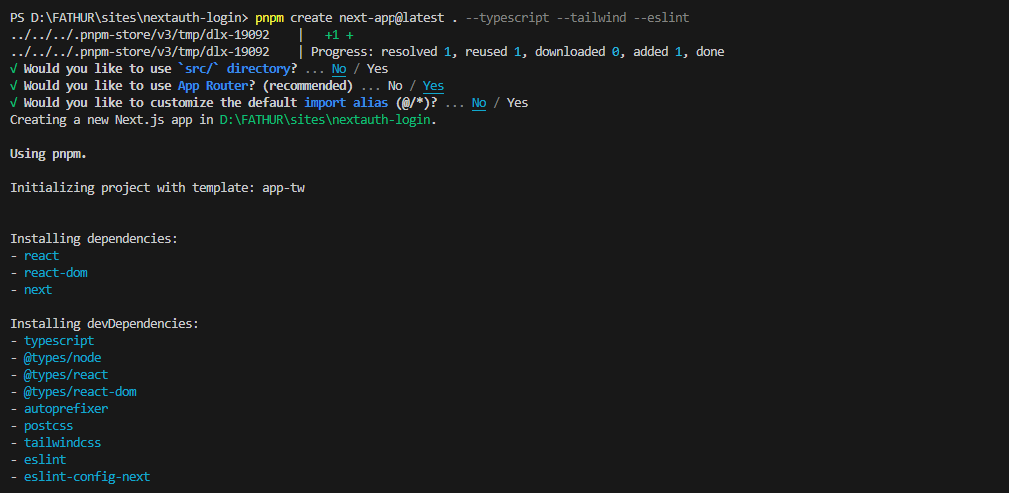 PS D:\FATHUR\sites\nextauth-login> pnpm create next-app@latest . --typescript --tailwind --eslint
../../../.pnpm-store/v3/tmp/dlx-19092    |   +1 +
../../../.pnpm-store/v3/tmp/dlx-19092    | Progress: resolved 1, reused 1, downloaded 0, added 1, done
√ Would you like to use `src/` directory? ... No / Yes
√ Would you like to use App Router? (recommended) ... No / Yes
√ Would you like to customize the default import alias (@/*)? ... No / Yes
Creating a new Next.js app in D:\FATHUR\sites\nextauth-login.
Using pnpm.
Initializing project with template: app-tw
Installing dependencies:
- react
- react-dom
- next
Installing devDependencies:
- typescript
- @types/node
- @types/react
- @types/react-dom
- autoprefixer
- postcss
- tailwindcss
- eslint
- eslint-config-next